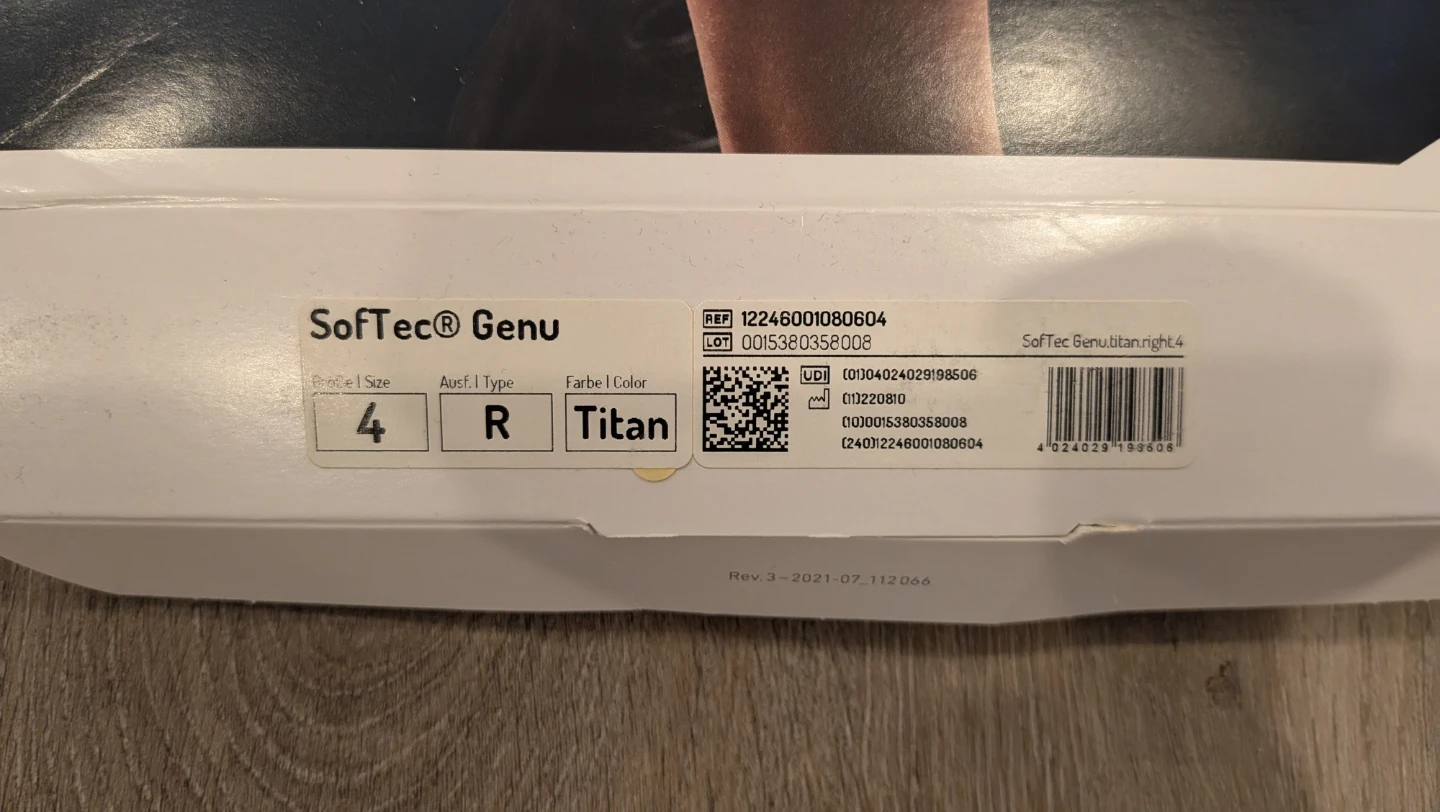 SofTec® Genu
Größe | Size
Ausf. | Type
Farbe | Color
4
R
Titan
REF 12246001080604
LOT 0015380358008
SofTec Genu.titan.right.4
UDI (01)04024029198506
(11)220810
(10)0015380358008
(240)12246001080604
4 024029
Rev. 3 – 2021-07_112066